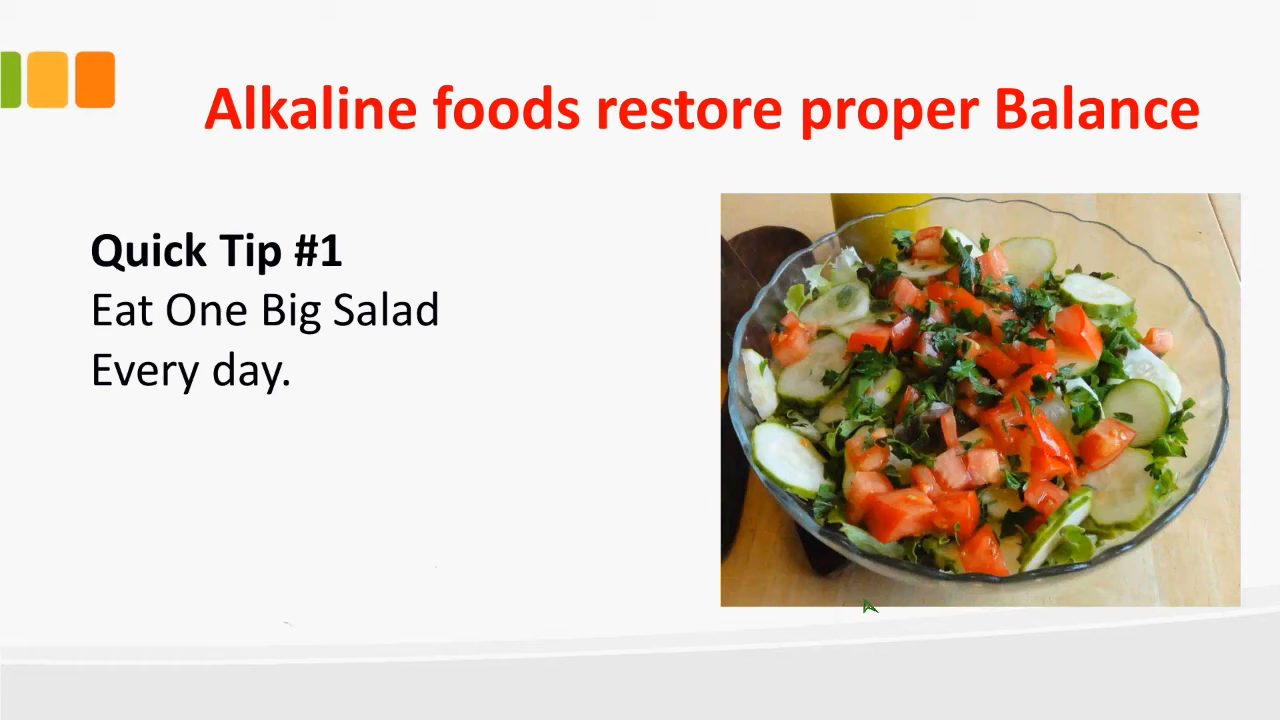 Alkaline foods restore proper Balance
Quick Tip #1
Eat One Big Salad
Every day.